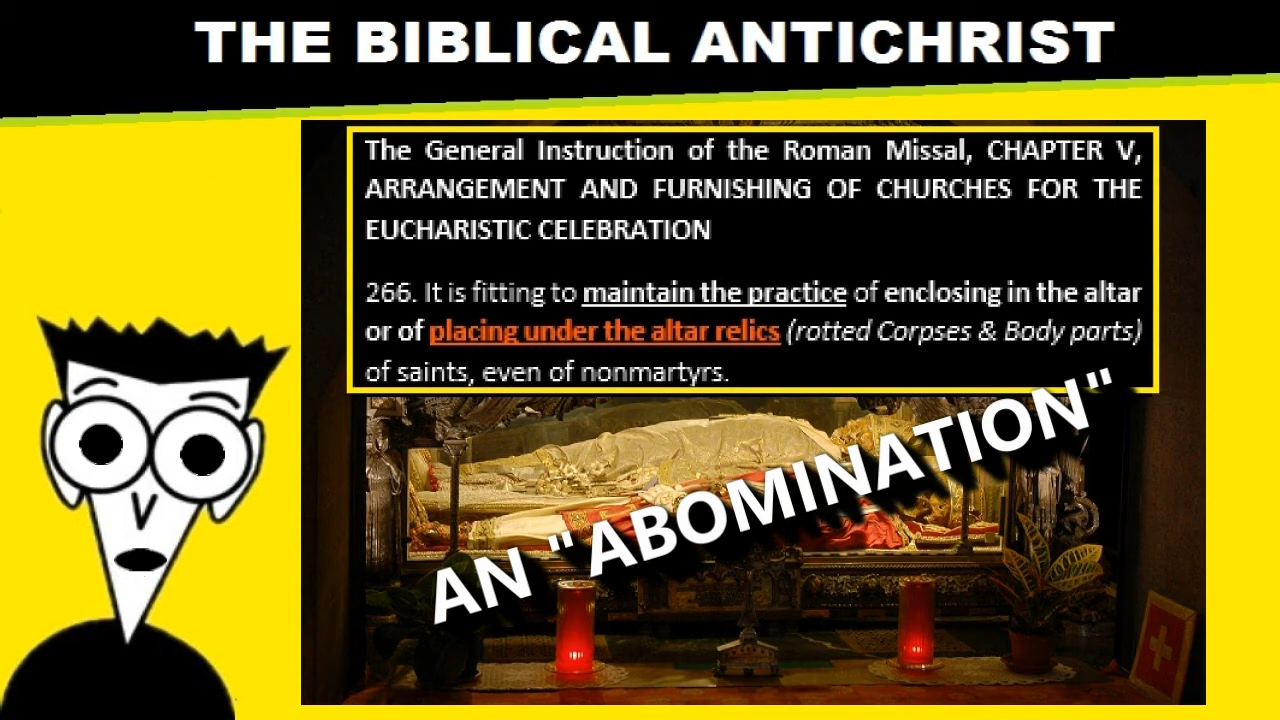 THE BIBLICAL ANTICHRIST
The General Instruction of the Roman Missal, CHAPTER V,
ARRANGEMENT AND FURNISHING OF CHURCHES FOR THE
EUCHARISTIC CELEBRATION
266. It is fitting to maintain the practice of enclosing in the altar
or of placing under the altar relics (rotted Corpses & Body parts)
of saints, even of nonmartyrs.
AN "ABOMINATION"